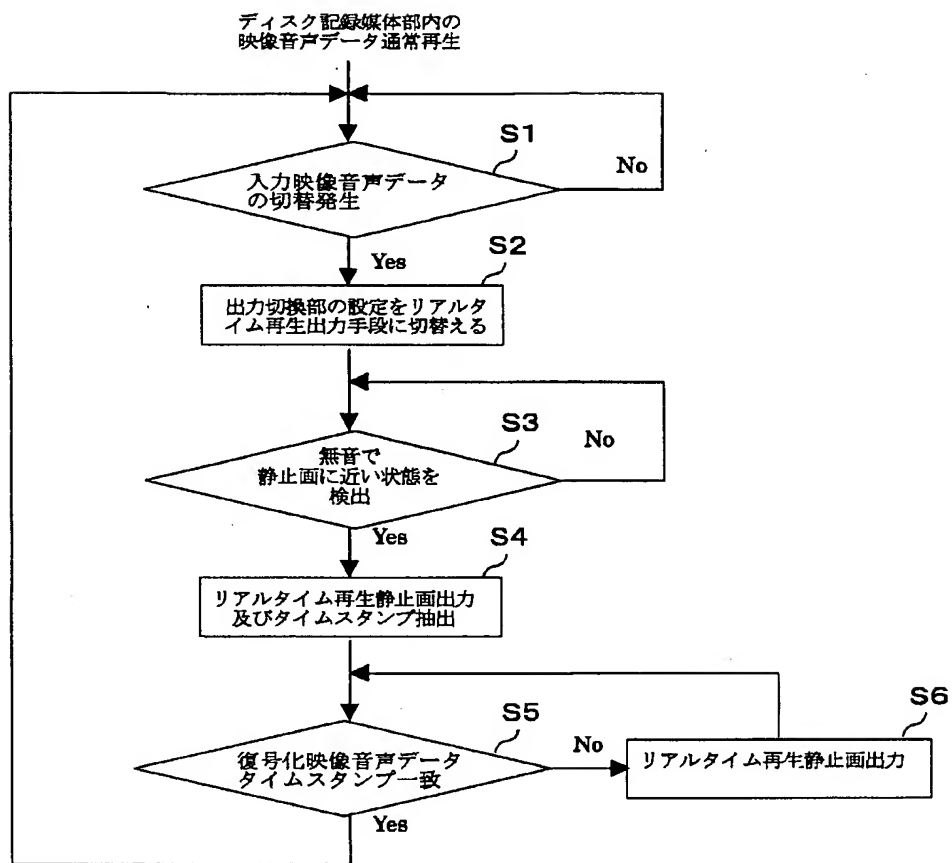 ディスク記録媒体部内の
映像音声データ通常再生
S1
No
入力映像音声データ
の切替発生
Yes
S2
出力切換部の設定をリアルタ
イム再生出力手段に切替える
S3
No
無音で
静止画に近い状態を
検出
Yes
S4
リアルタイム再生静止画出力
及びタイムスタンプ抽出
S5
No
S6
復号化映像音声データ
タイムスタンプ一致
リアルタイム再生静止画出力
Yes